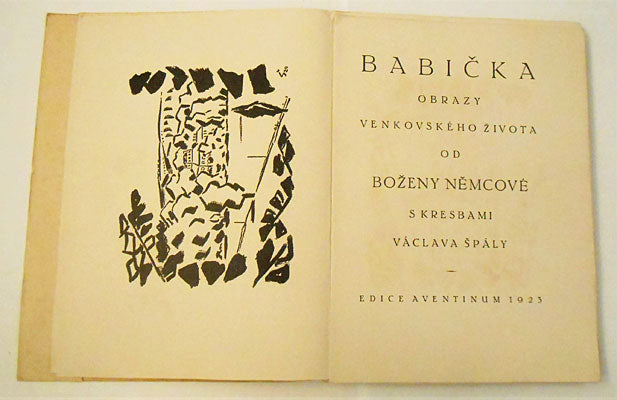 BABIČKA
OBRAZY
VENKOVSKÉHO ŽIVOTA
OD
BOŽENY NĚMCOVÉ
S KRESBAMI
VÁCLAVA ŠPÁLY
EDICE AVENTINUM 1923